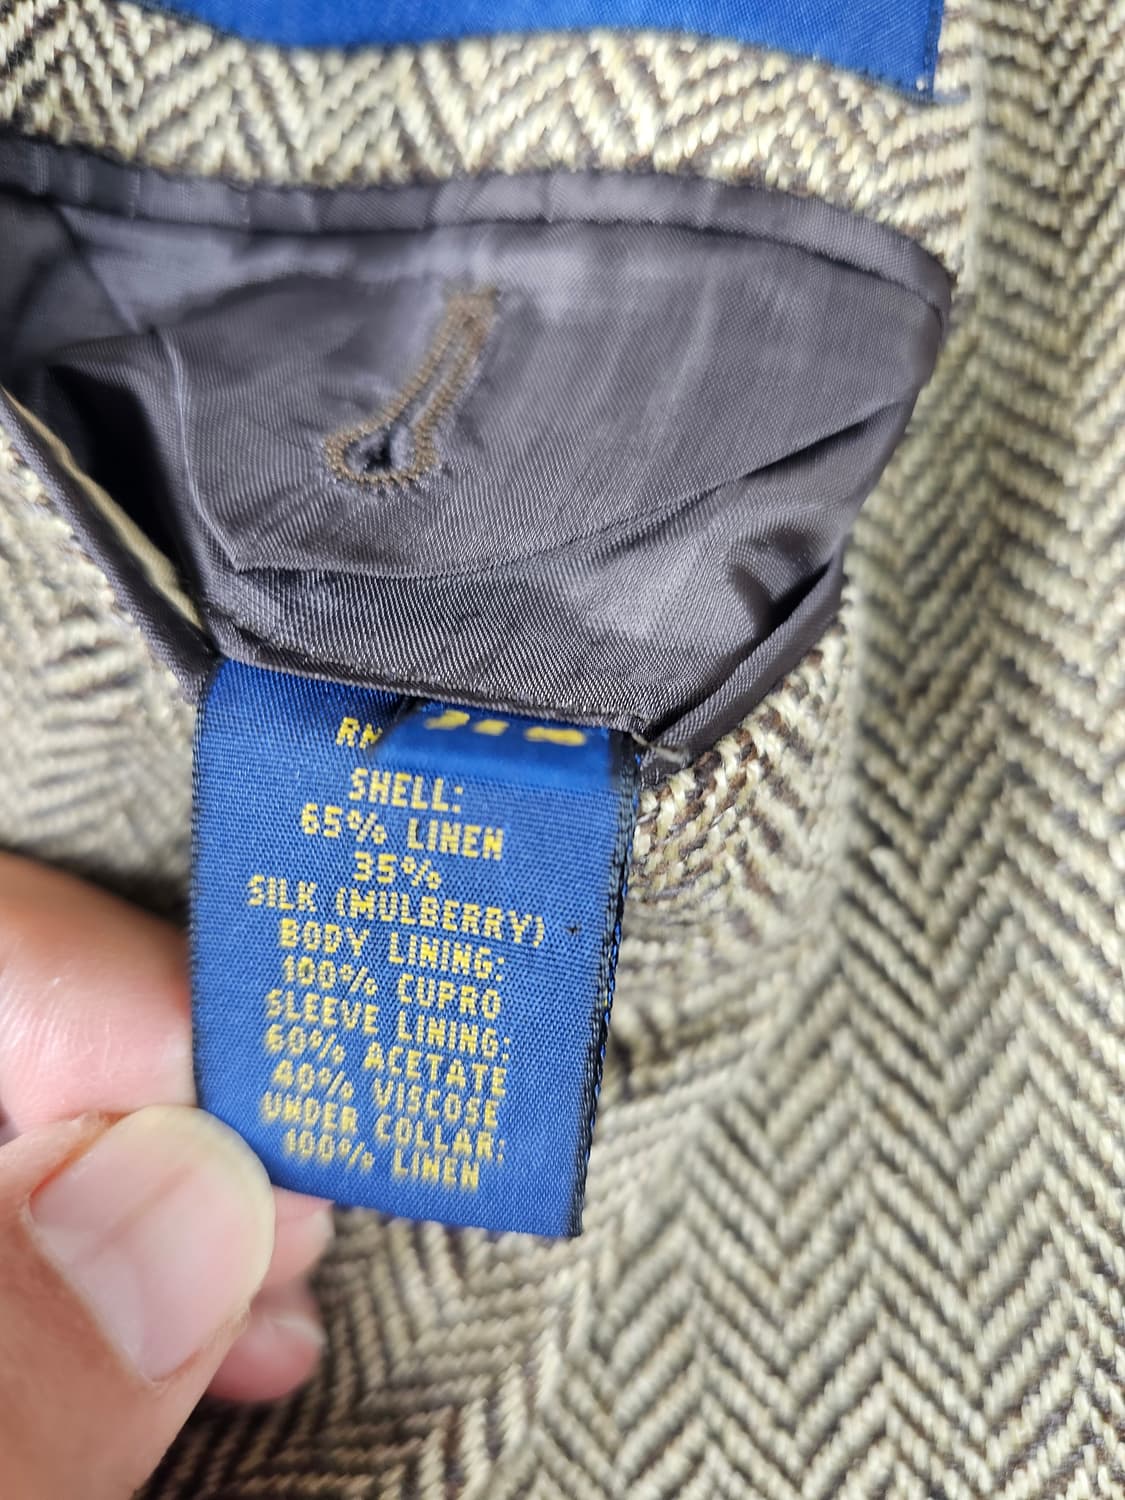 RN
SHELL:
65% LINEN
35%
SILK (MULBERRY)
BODY LINING:
100% CUPRO
SLEEVE LINING:
60% ACETATE
40% VISCOSE
UNDER COLLAR:
100% LINEN